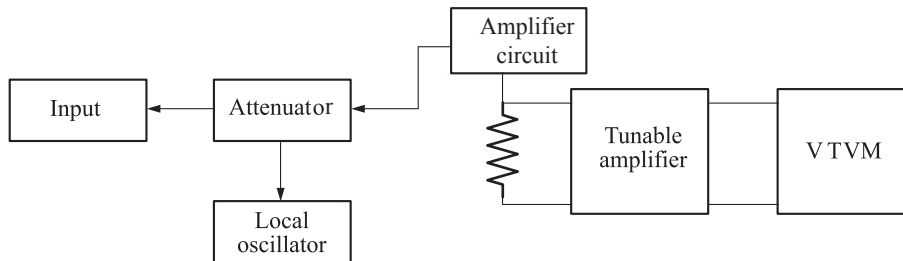 Amplifier
circuit
Input
Attenuator
Tunable
amplifier
V TVM
Local
oscillator